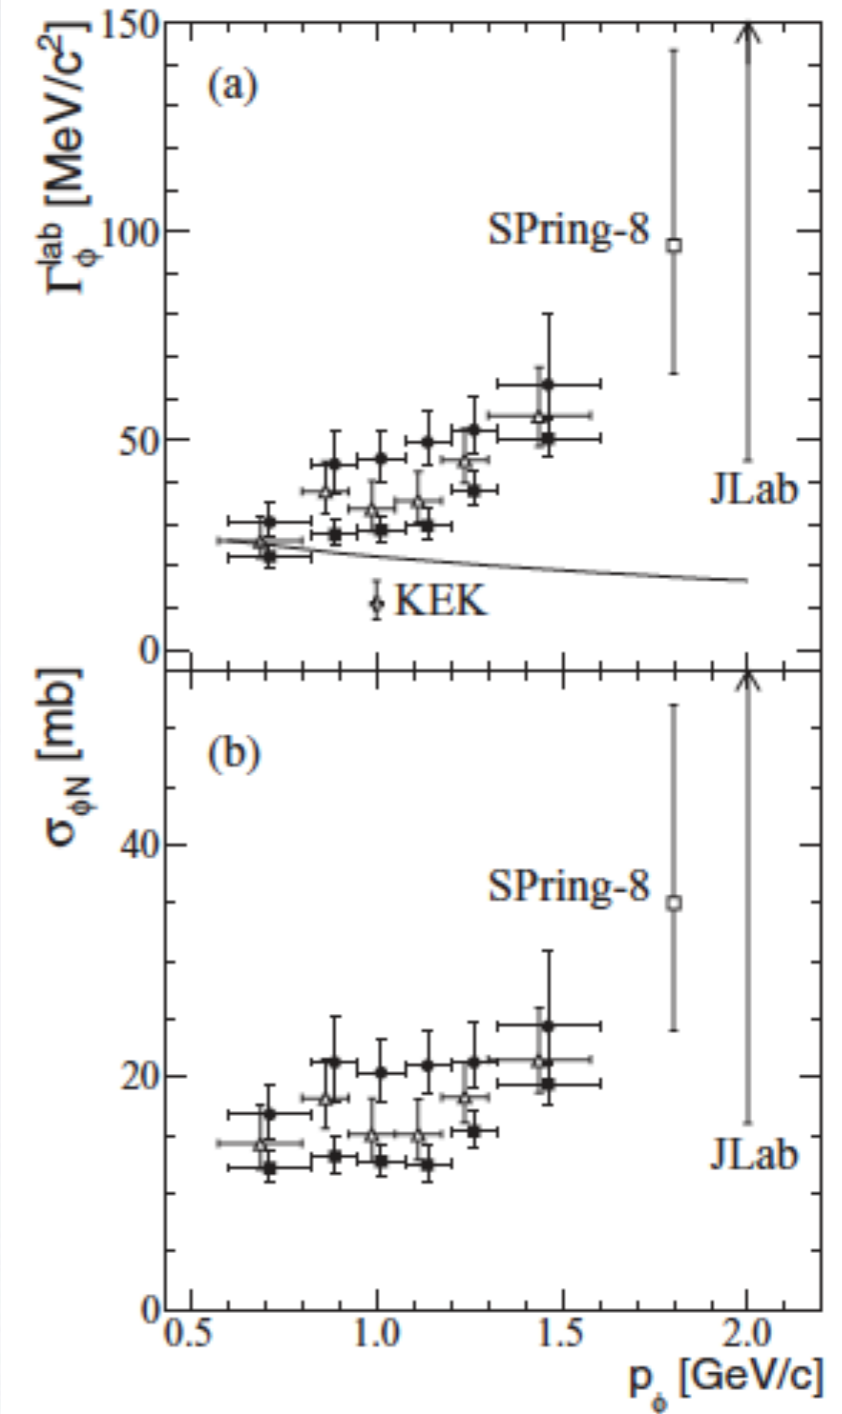 150
(a)
Γ_ϕ^lab [MeV/c²]
SPring-8
100
50
JLab
KEK
0
σ_ϕN [mb]
(b)
40
SPring-8
20
JLab
0
0.5 1.0 1.5 2.0
p_ϕ [GeV/c]